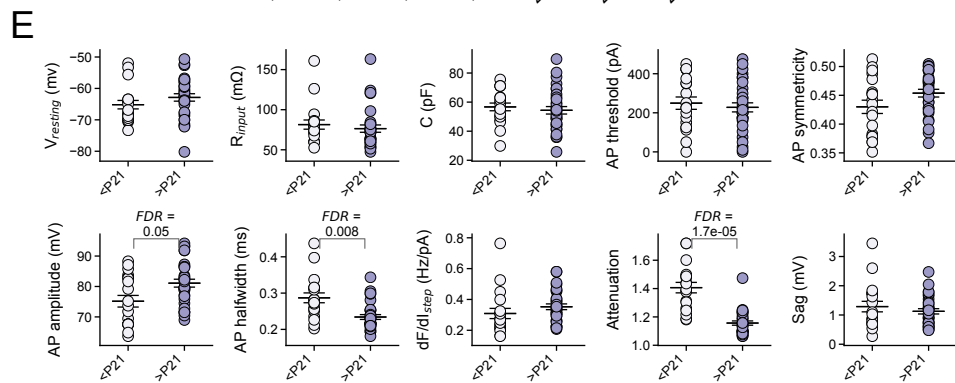 E
V_resting (mv)
−50
−60
−70
−80
<P21
>P21
R_input (mΩ)
150
100
50
<P21
>P21
C (pF)
80
60
40
20
<P21
>P21
AP threshold (pA)
400
200
0
<P21
>P21
AP symmetricity
0.50
0.45
0.40
0.35
<P21
>P21
AP amplitude (mV)
90
80
70
FDR =
0.05
<P21
>P21
AP halfwidth (ms)
0.4
0.3
0.2
FDR =
0.008
<P21
>P21
dF/dI_step (Hz/pA)
0.8
0.6
0.4
0.2
<P21
>P21
Attenuation
1.8
1.6
1.4
1.2
1.0
FDR =
1.7e-05
<P21
>P21
Sag (mV)
3
2
1
0
<P21
>P21